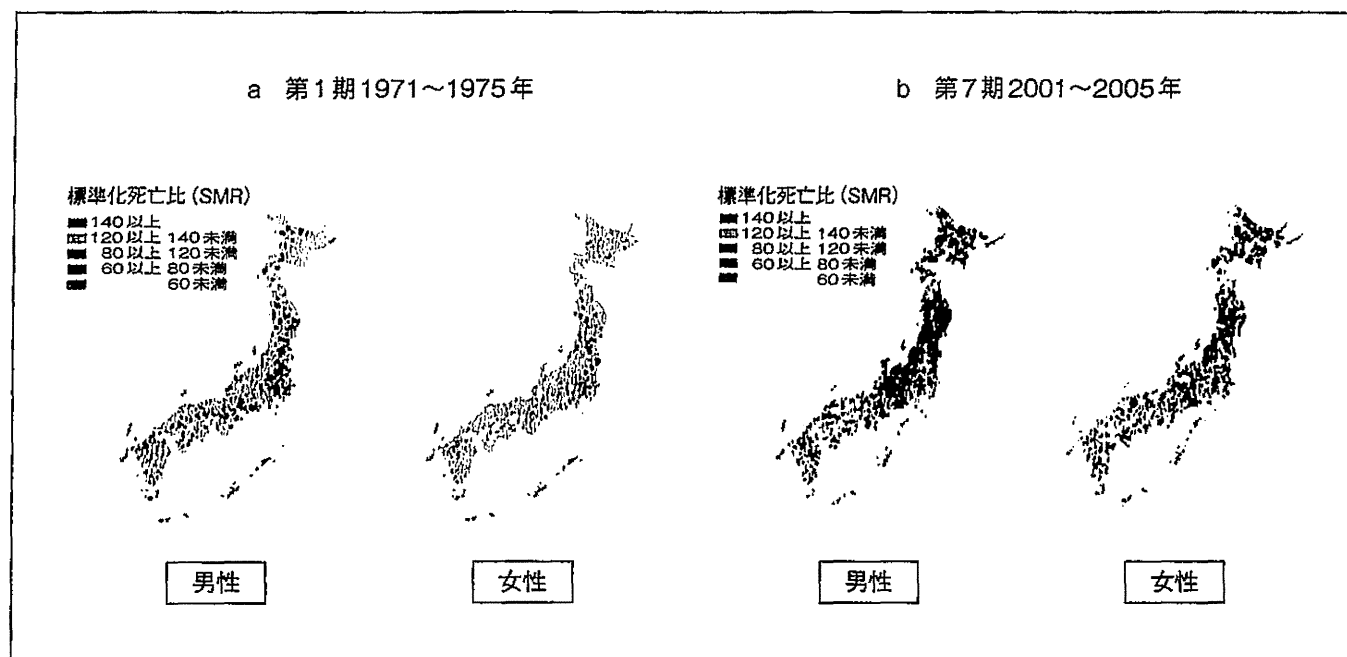 a 第1期1971～1975年
標準化死亡比(SMR)
■140以上
120以上 140未満
■ 80以上 120未満
■ 60以上 80未満
■ 60未満
男性
女性
b 第7期2001～2005年
標準化死亡比(SMR)
■140以上
120以上 140未満
■ 80以上 120未満
■ 60以上 80未満
■ 60未満
男性
女性